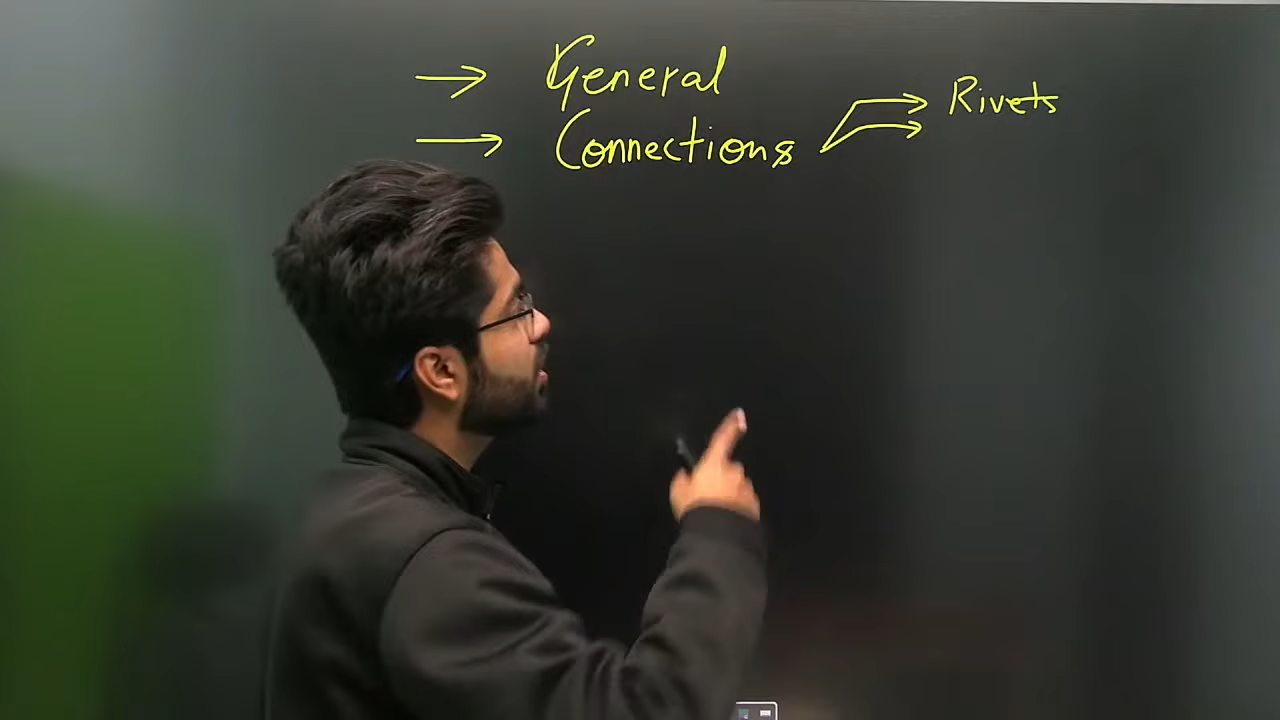 → General
→ Connections → Rivets
→